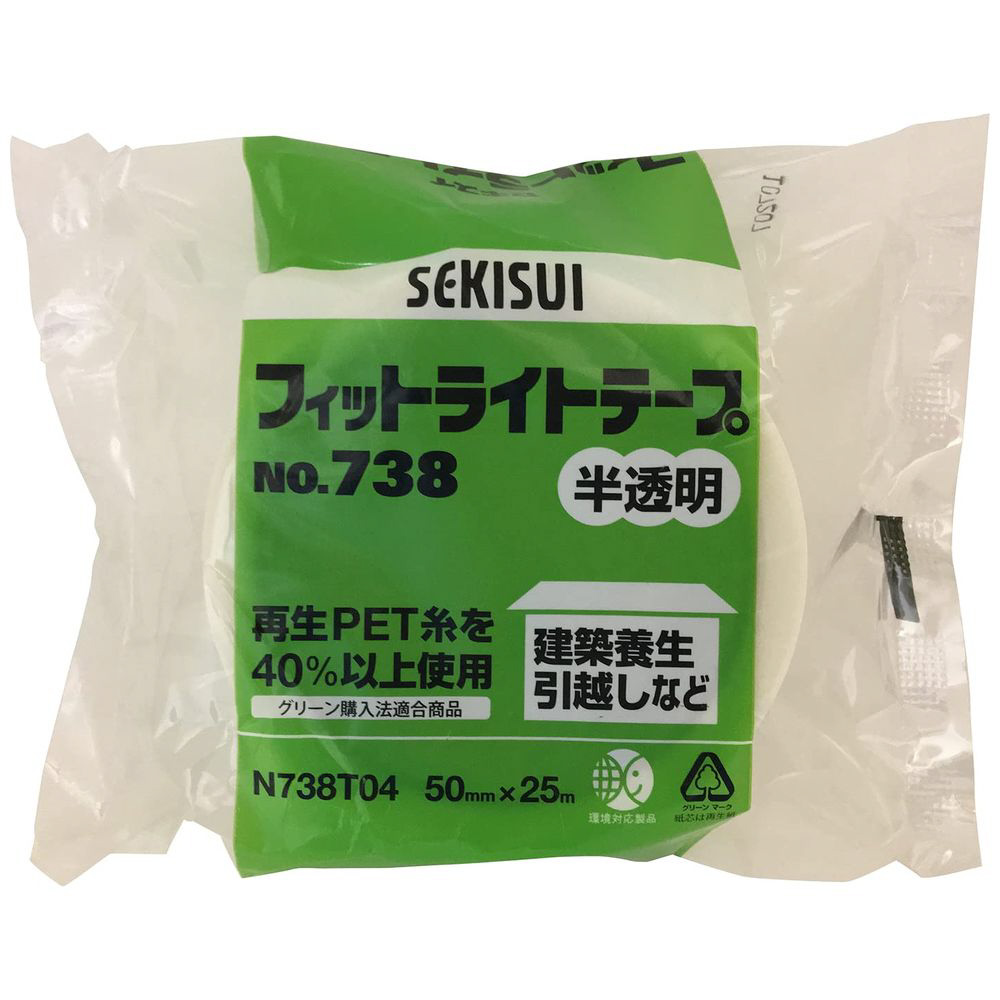 SEKISUI
フィットライトテープ
No.738
半透明
再生PET糸を
40%以上使用
グリーン購入法適合商品
建築養生
引越しなど
N738T04 50mm×25m
環境対応製品
グリーン マーク
紙芯は再生紙